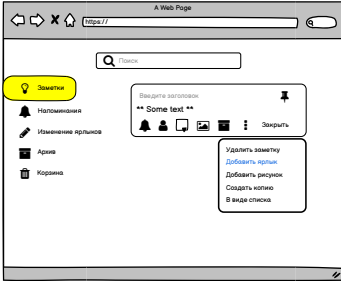 A Web Page
https://
Поиск
Заметки
Напоминания
Изменение ярлыков
Архив
Корзина
Введите заголовок
** Some text **
Закрыть
Удалить заметку
Добавить ярлык
Добавить рисунок
Создать копию
В виде списка